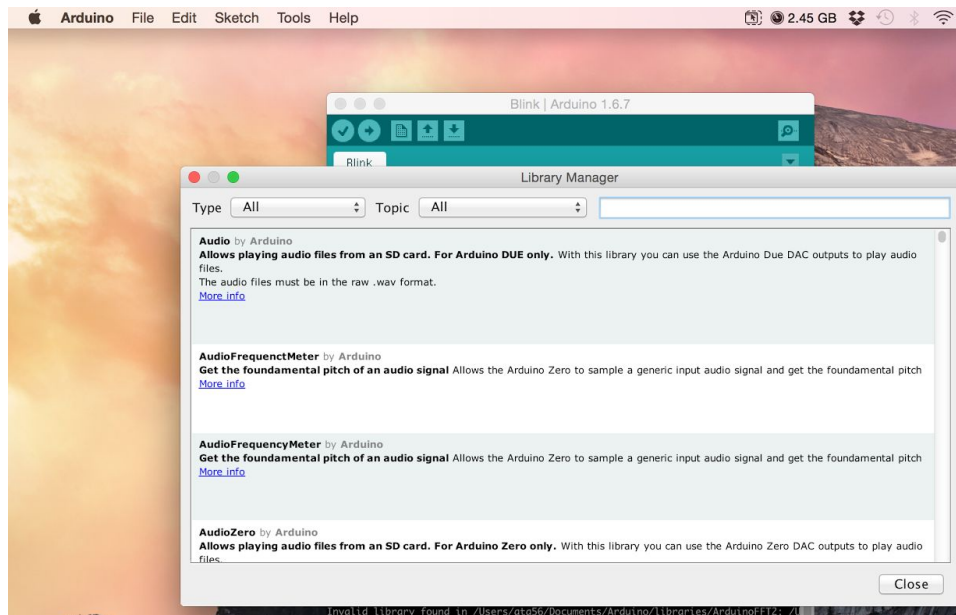 Arduino File Edit Sketch Tools Help 2.45 GB
Blink | Arduino 1.6.7
Blink
Library Manager
Type All Topic All
Audio by Arduino
Allows playing audio files from an SD card. For Arduino DUE only. With this library you can use the Arduino Due DAC outputs to play audio
files.
The audio files must be in the raw .wav format.
More info
AudioFrequenctMeter by Arduino
Get the foundamental pitch of an audio signal Allows the Arduino Zero to sample a generic input audio signal and get the foundamental pitch
More info
AudioFrequencyMeter by Arduino
Get the foundamental pitch of an audio signal Allows the Arduino Zero to sample a generic input audio signal and get the foundamental pitch
More info
AudioZero by Arduino
Allows playing audio files from an SD card. For Arduino Zero only. With this library you can use the Arduino Zero DAC outputs to play audio
files.
Close
Invalid library found in /Users/ata56/Documents/Arduino/libraries/ArduinoFFT2: